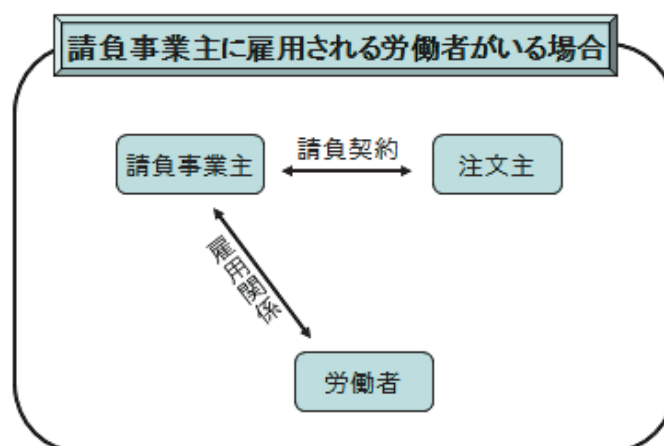 請負事業主に雇用される労働者がいる場合
請負事業主
請負契約
注文主
雇用関係
労働者